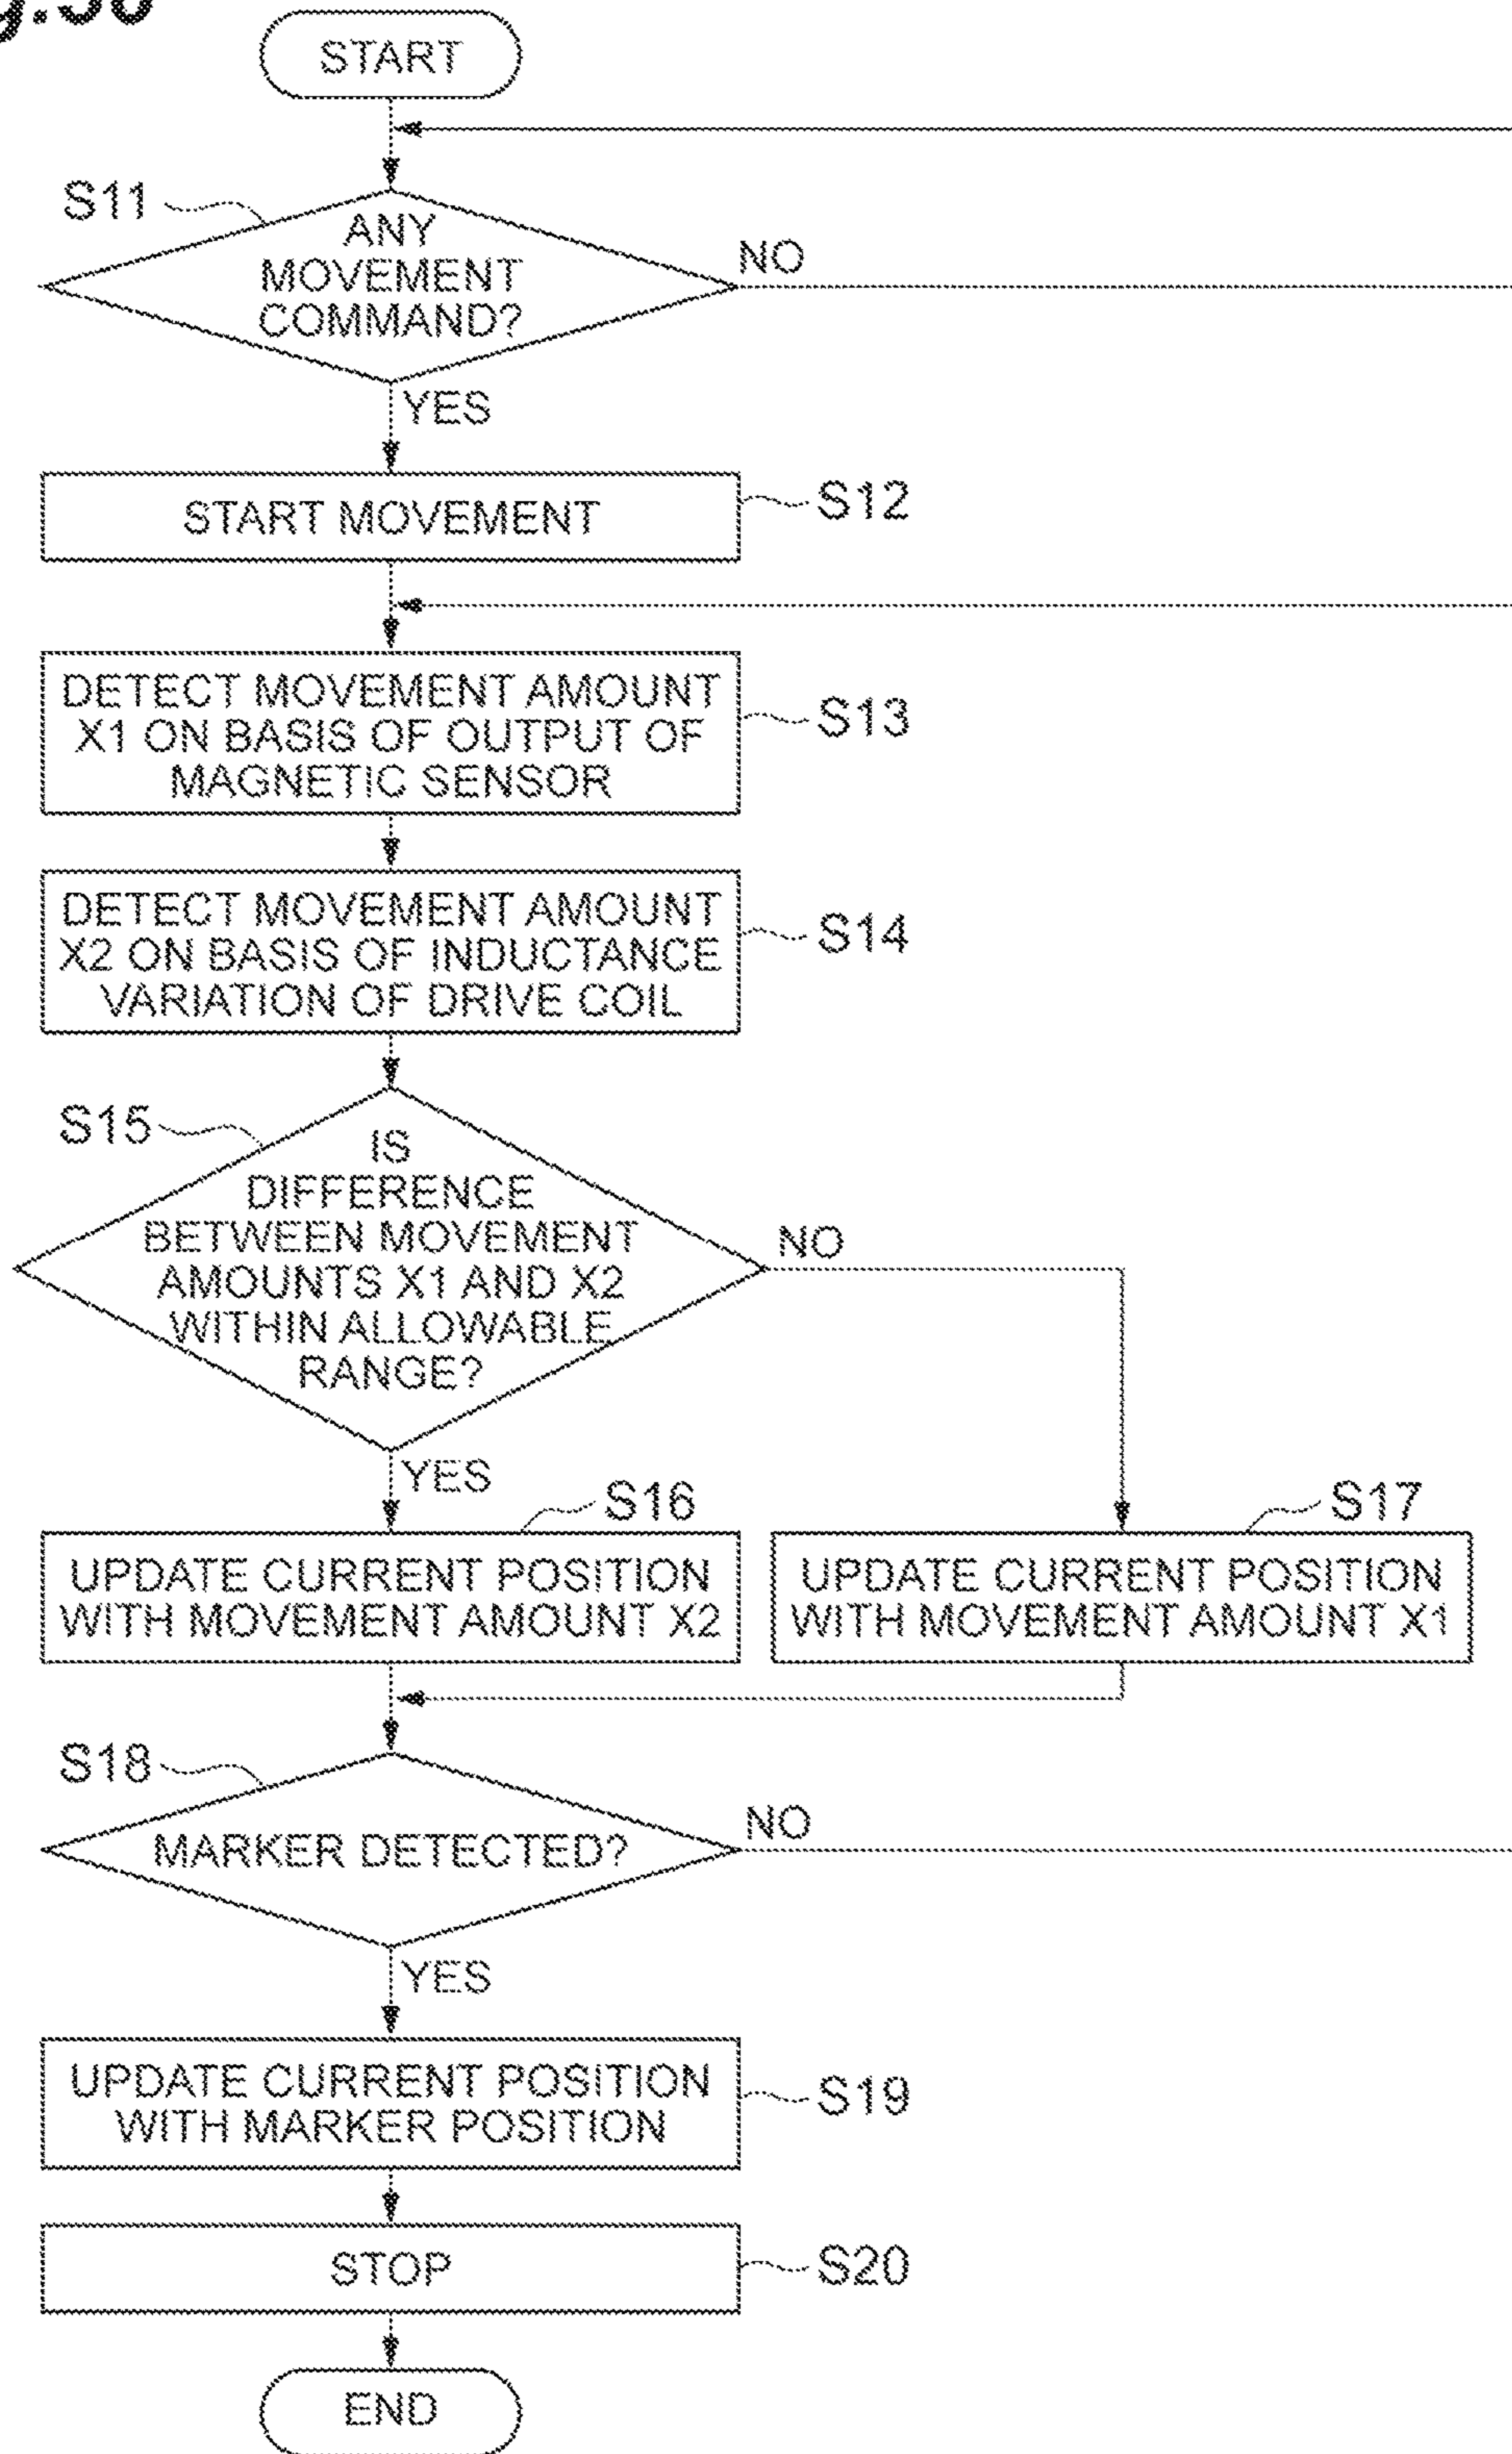 START
S11
ANY
MOVEMENT
COMMAND?
NO
YES
START MOVEMENT
S12
DETECT MOVEMENT AMOUNT
X1 ON BASIS OF OUTPUT OF
MAGNETIC SENSOR
S13
DETECT MOVEMENT AMOUNT
X2 ON BASIS OF INDUCTANCE
VARIATION OF DRIVE COIL
S14
S15
IS
DIFFERENCE
BETWEEN MOVEMENT
AMOUNTS X1 AND X2
WITHIN ALLOWABLE
RANGE?
NO
YES
S16
UPDATE CURRENT POSITION
WITH MOVEMENT AMOUNT X2
S17
UPDATE CURRENT POSITION
WITH MOVEMENT AMOUNT X1
S18
MARKER DETECTED?
NO
YES
UPDATE CURRENT POSITION
WITH MARKER POSITION
S19
STOP
S20
END